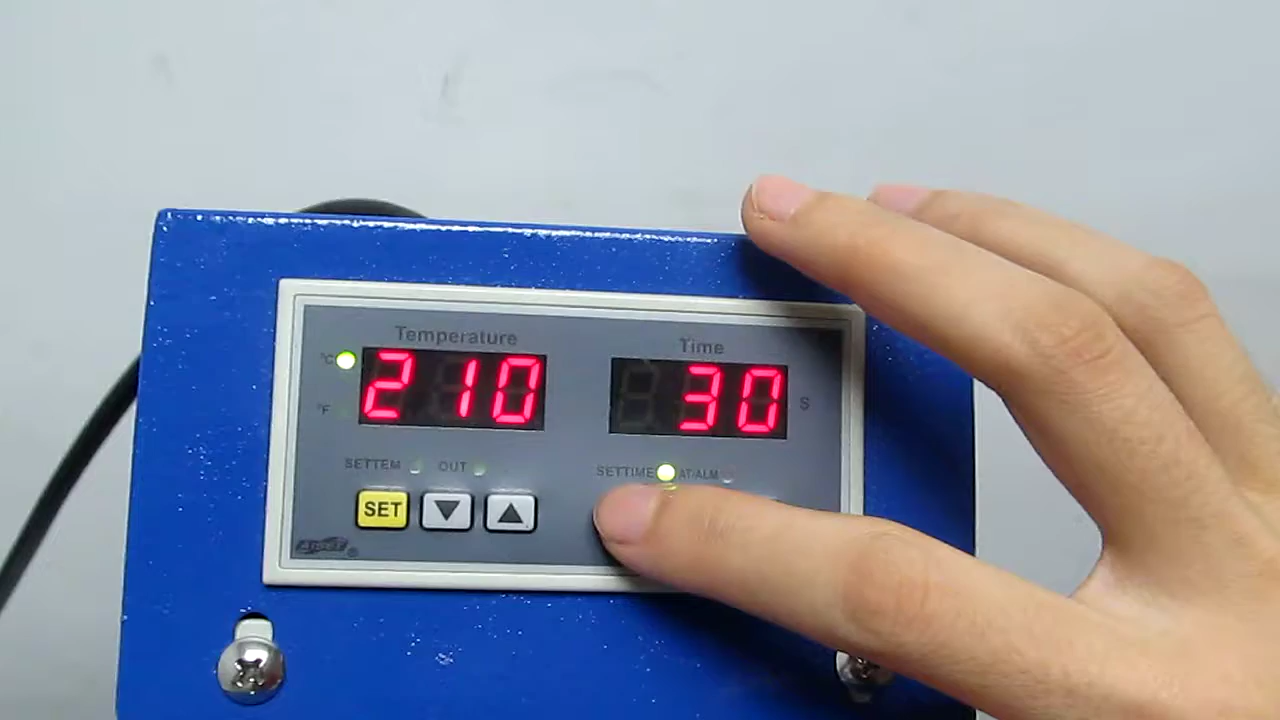 Temperature Time
°C 210 30 S
°F
SETTEM OUT SETTIME AT/ALM
SET